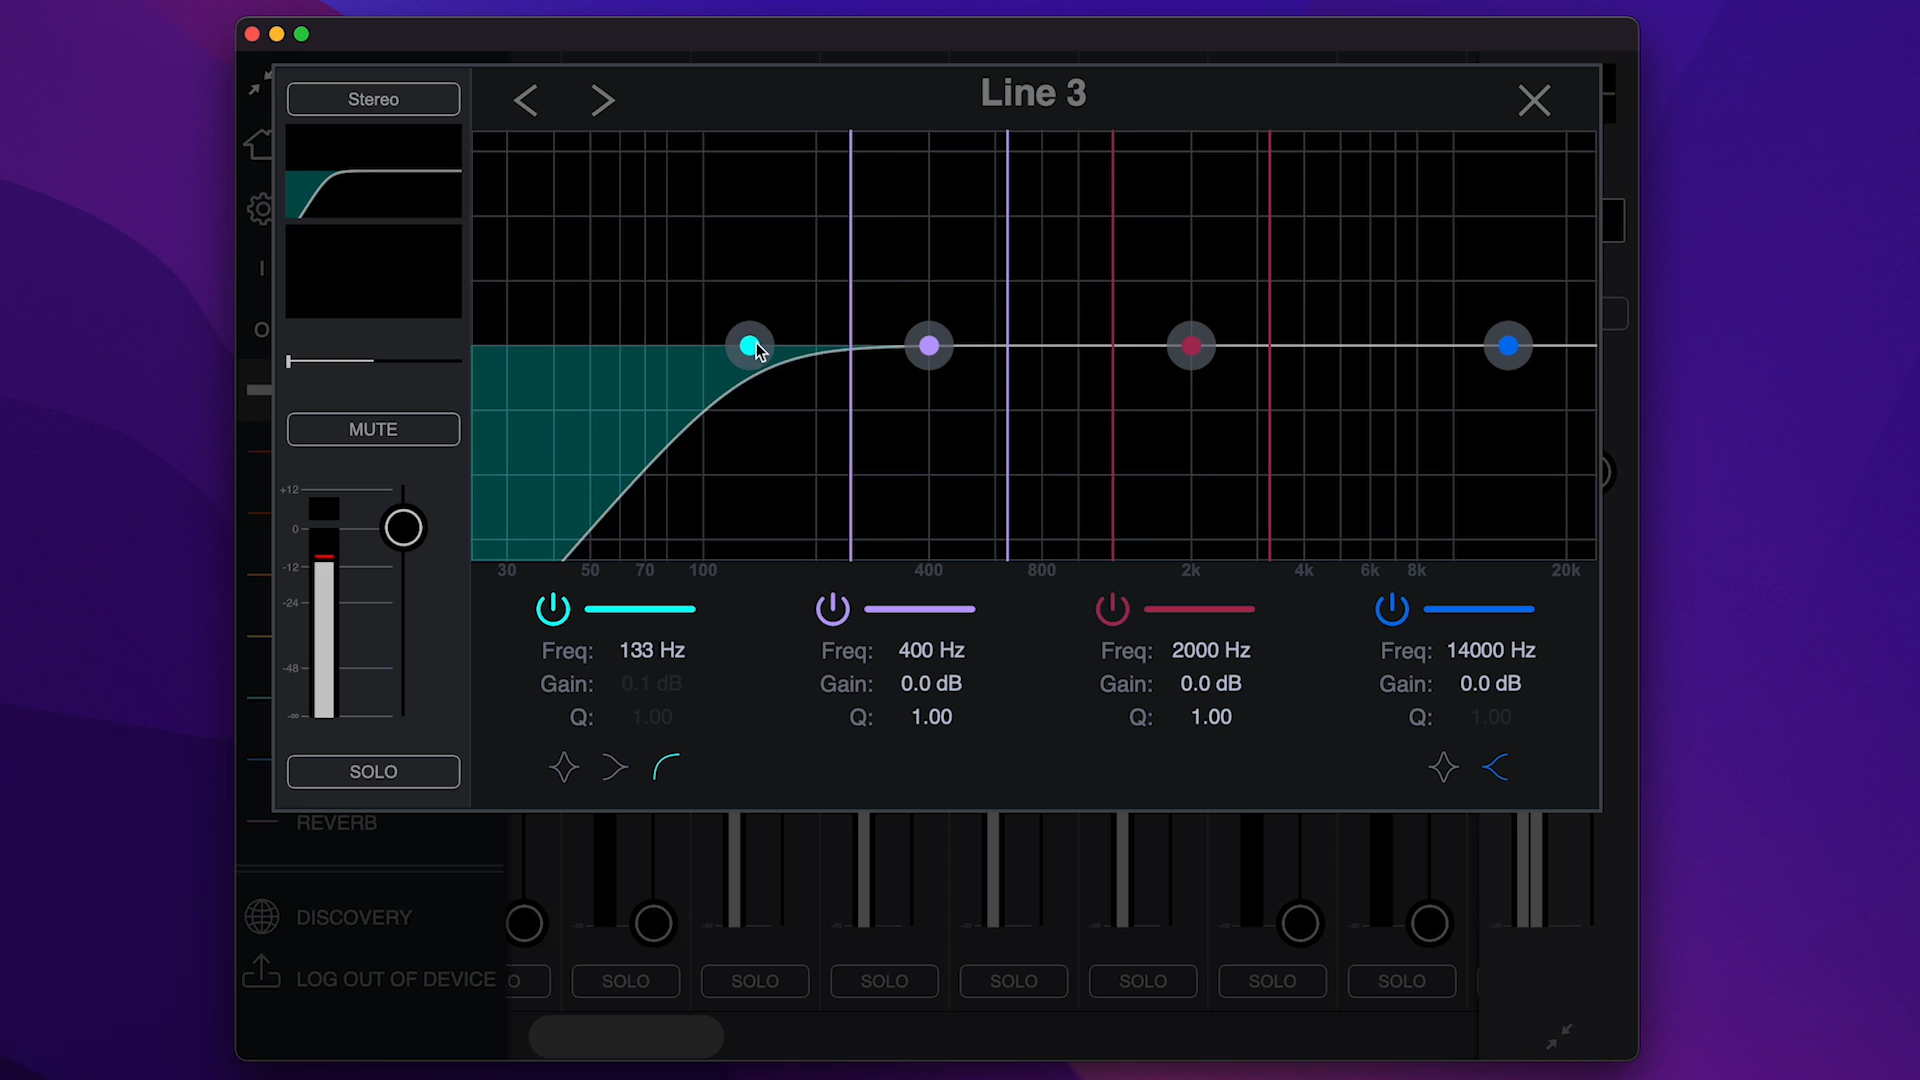 Stereo
Line 3
I
O
MUTE
+12
0
-12
-24
-48
-∞
SOLO
30 50 70 100 400 800 2k 4k 6k 8k 20k
Freq: 133 Hz
Gain: 0.1 dB
Q: 1.00
Freq: 400 Hz
Gain: 0.0 dB
Q: 1.00
Freq: 2000 Hz
Gain: 0.0 dB
Q: 1.00
Freq: 14000 Hz
Gain: 0.0 dB
Q: 1.00
REVERB
DISCOVERY
LOG OUT OF DEVICE
O SOLO SOLO SOLO SOLO SOLO SOLO SOLO